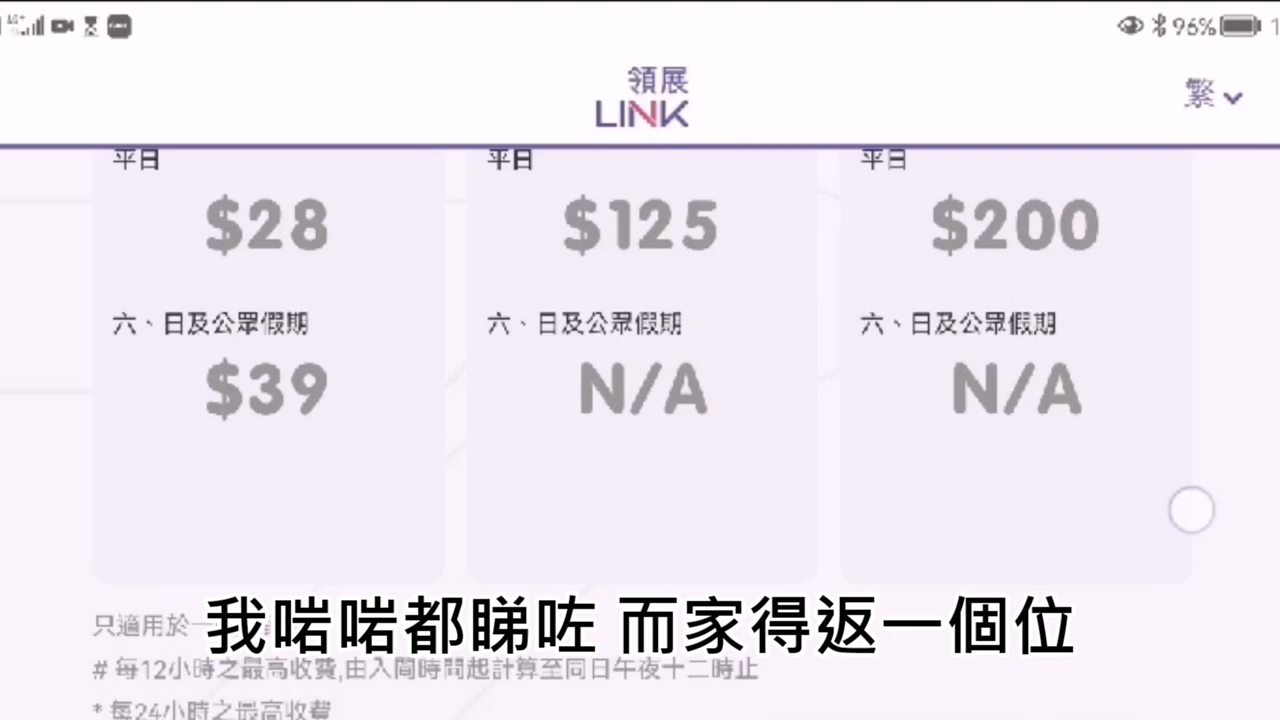 96%
領展
LINK
繁
平日
$28
六、日及公眾假期
$39
平日
$125
六、日及公眾假期
N/A
平日
$200
六、日及公眾假期
N/A
只適用於一
我啱啱都睇咗 而家得返一個位
# 每12小時之最高收費,由入閘時間起計算至同日午夜十二時止
* 每24小時之最高收費